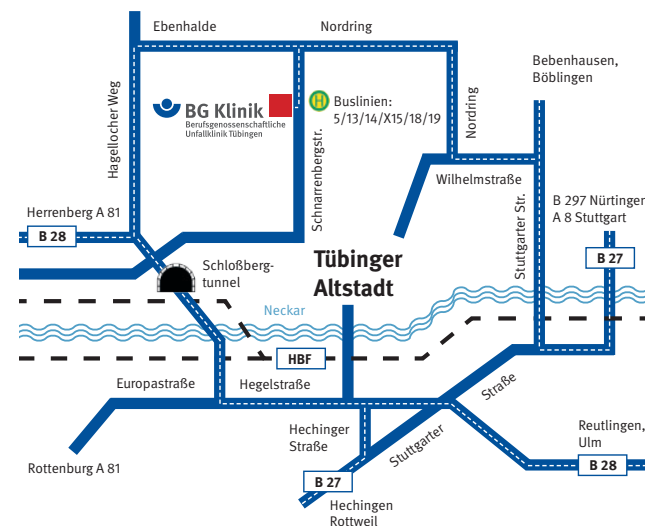 Ebenhalde
Nordring
Bebenhausen,
Böblingen
Hagellocher Weg
BG Klinik
Berufsgenossenschaftliche
Unfallklinik Tübingen
H
Buslinien:
5/13/14/X15/18/19
Nordring
Schnarrenbergstr.
Wilhelmstraße
Stuttgarter Str.
B 297 Nürtingen
A 8 Stuttgart
B 27
Herrenberg A 81
B 28
Schloßberg-
tunnel
Tübinger
Altstadt
Neckar
HBF
Europastraße
Hegelstraße
Straße
Stuttgarter
Hechinger
Straße
Rottenburg A 81
B 27
Hechingen
Rottweil
Reutlingen,
Ulm
B 28